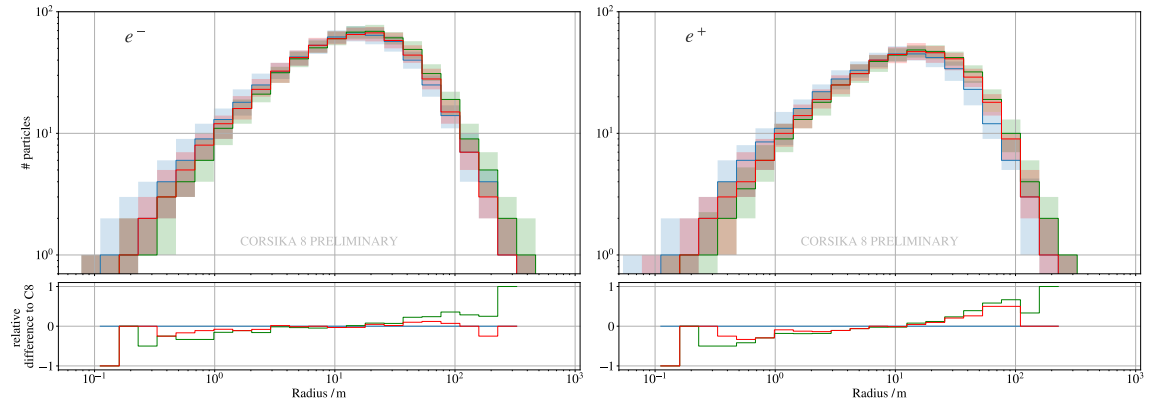 e−
e+
10²
10¹
10⁰
# particles
CORSIKA 8 PRELIMINARY
CORSIKA 8 PRELIMINARY
1
0
−1
relative
difference to C8
10⁻¹ 10⁰ 10¹ 10² 10³
Radius / m
10⁻¹ 10⁰ 10¹ 10² 10³
Radius / m
10²
10¹
10⁰
1
0
−1